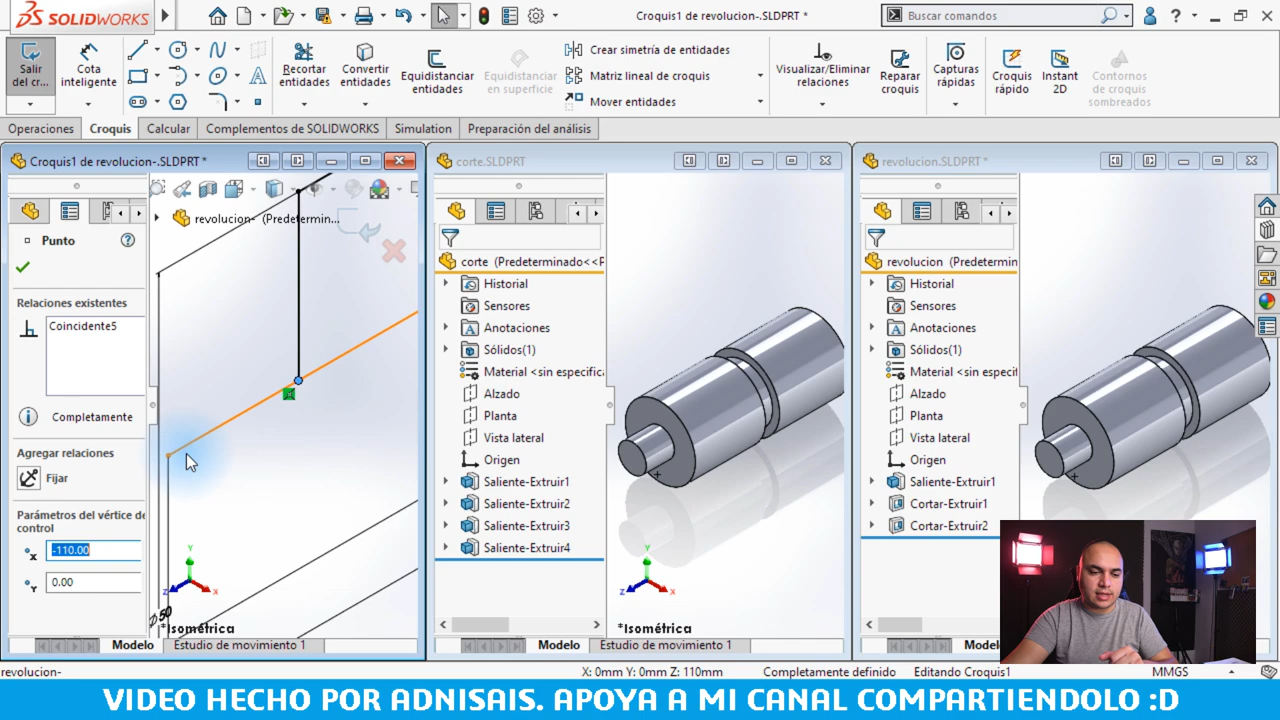 SOLIDWORKS
Croquis1 de revolucion-.SLDPRT *
Buscar comandos
Salir del cr...
Cota inteligente
Recortar entidades
Convertir entidades
Equidistanciar entidades
Equidistanciar en superficie
Crear simetría de entidades
Matriz lineal de croquis
Mover entidades
Visualizar/Eliminar relaciones
Reparar croquis
Capturas rápidas
Croquis rápido
Instant 2D
Contornos de croquis sombreados
Operaciones
Croquis
Calcular
Complementos de SOLIDWORKS
Simulation
Preparación del análisis
Croquis1 de revolucion-.SLDPRT *
revolucion- (Predetermin...
Punto
Relaciones existentes
Coincidente5
Completamente
Agregar relaciones
Fijar
Parámetros del vértice de control
X
-110.00
Y
0.00
50
Y
Z
X
*Isométrica
Modelo
Estudio de movimiento 1
corte.SLDPRT
corte (Predeterminado<<P
Historial
Sensores
Anotaciones
Sólidos(1)
Material <sin especifica
Alzado
Planta
Vista lateral
Origen
Saliente-Extruir1
Saliente-Extruir2
Saliente-Extruir3
Saliente-Extruir4
Y
Z
X
*Isométrica
Modelo
Estudio de movimiento 1
revolucion.SLDPRT *
revolucion (Predetermin
Historial
Sensores
Anotaciones
Sólidos(1)
Material <sin especif
Alzado
Planta
Vista lateral
Origen
Saliente-Extruir1
Cortar-Extruir1
Cortar-Extruir2
Model
revolucion-
X: 0mm Y: 0mm Z: 110mm
Completamente definido
Editando Croquis1
MMGS
VIDEO HECHO POR ADNISAIS. APOYA A MI CANAL COMPARTIENDOLO :D